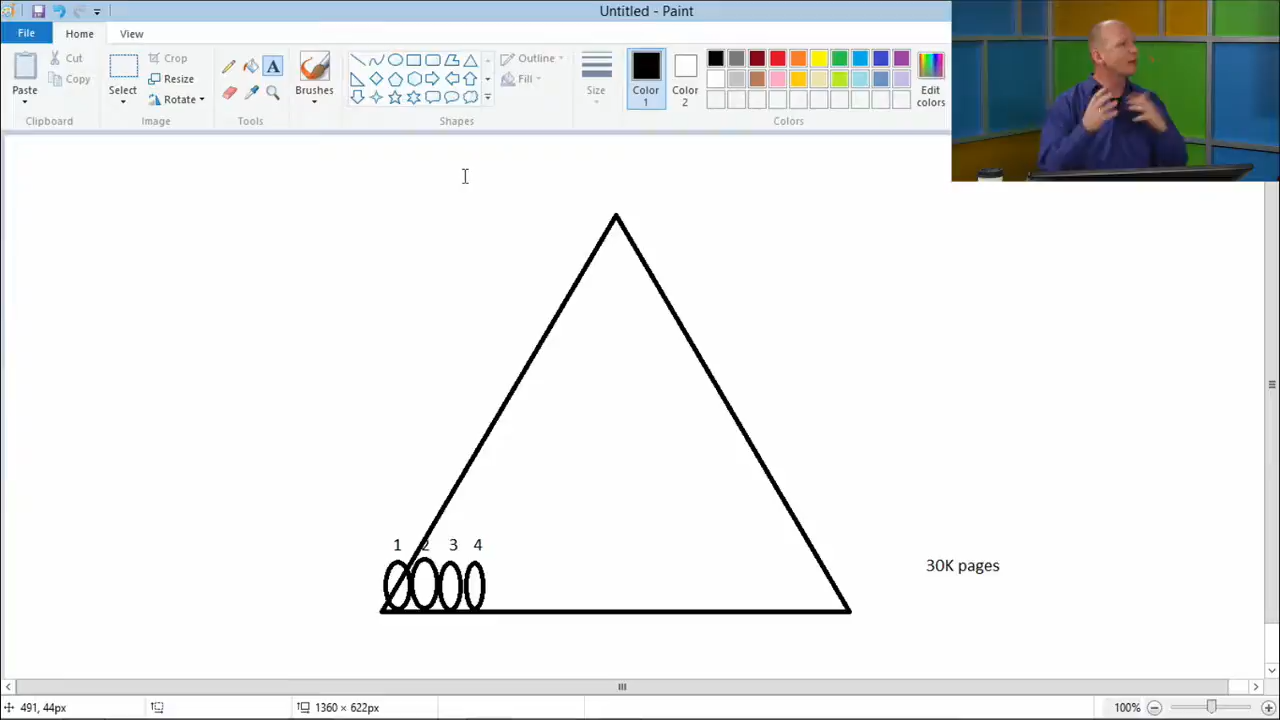 Untitled - Paint
File
Home
View
Paste
Cut
Copy
Clipboard
Select
Crop
Resize
Rotate
Image
A
Tools
Brushes
Shapes
Outline
Fill
Size
Color
1
Color
2
Edit
colors
Colors
1 2 3 4
30K pages
491, 44px
1360 × 622px
100%